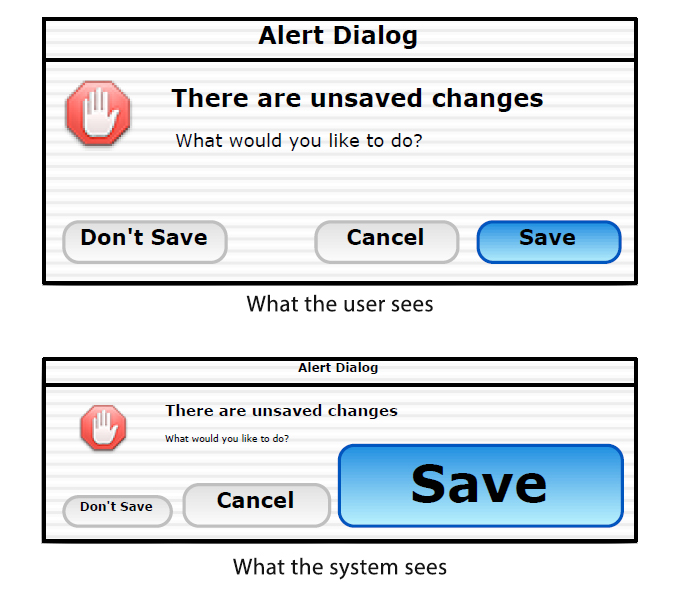 Alert Dialog
There are unsaved changes
What would you like to do?
Don't Save Cancel Save
What the user sees
Alert Dialog
There are unsaved changes
What would you like to do?
Don't Save Cancel Save
What the system sees